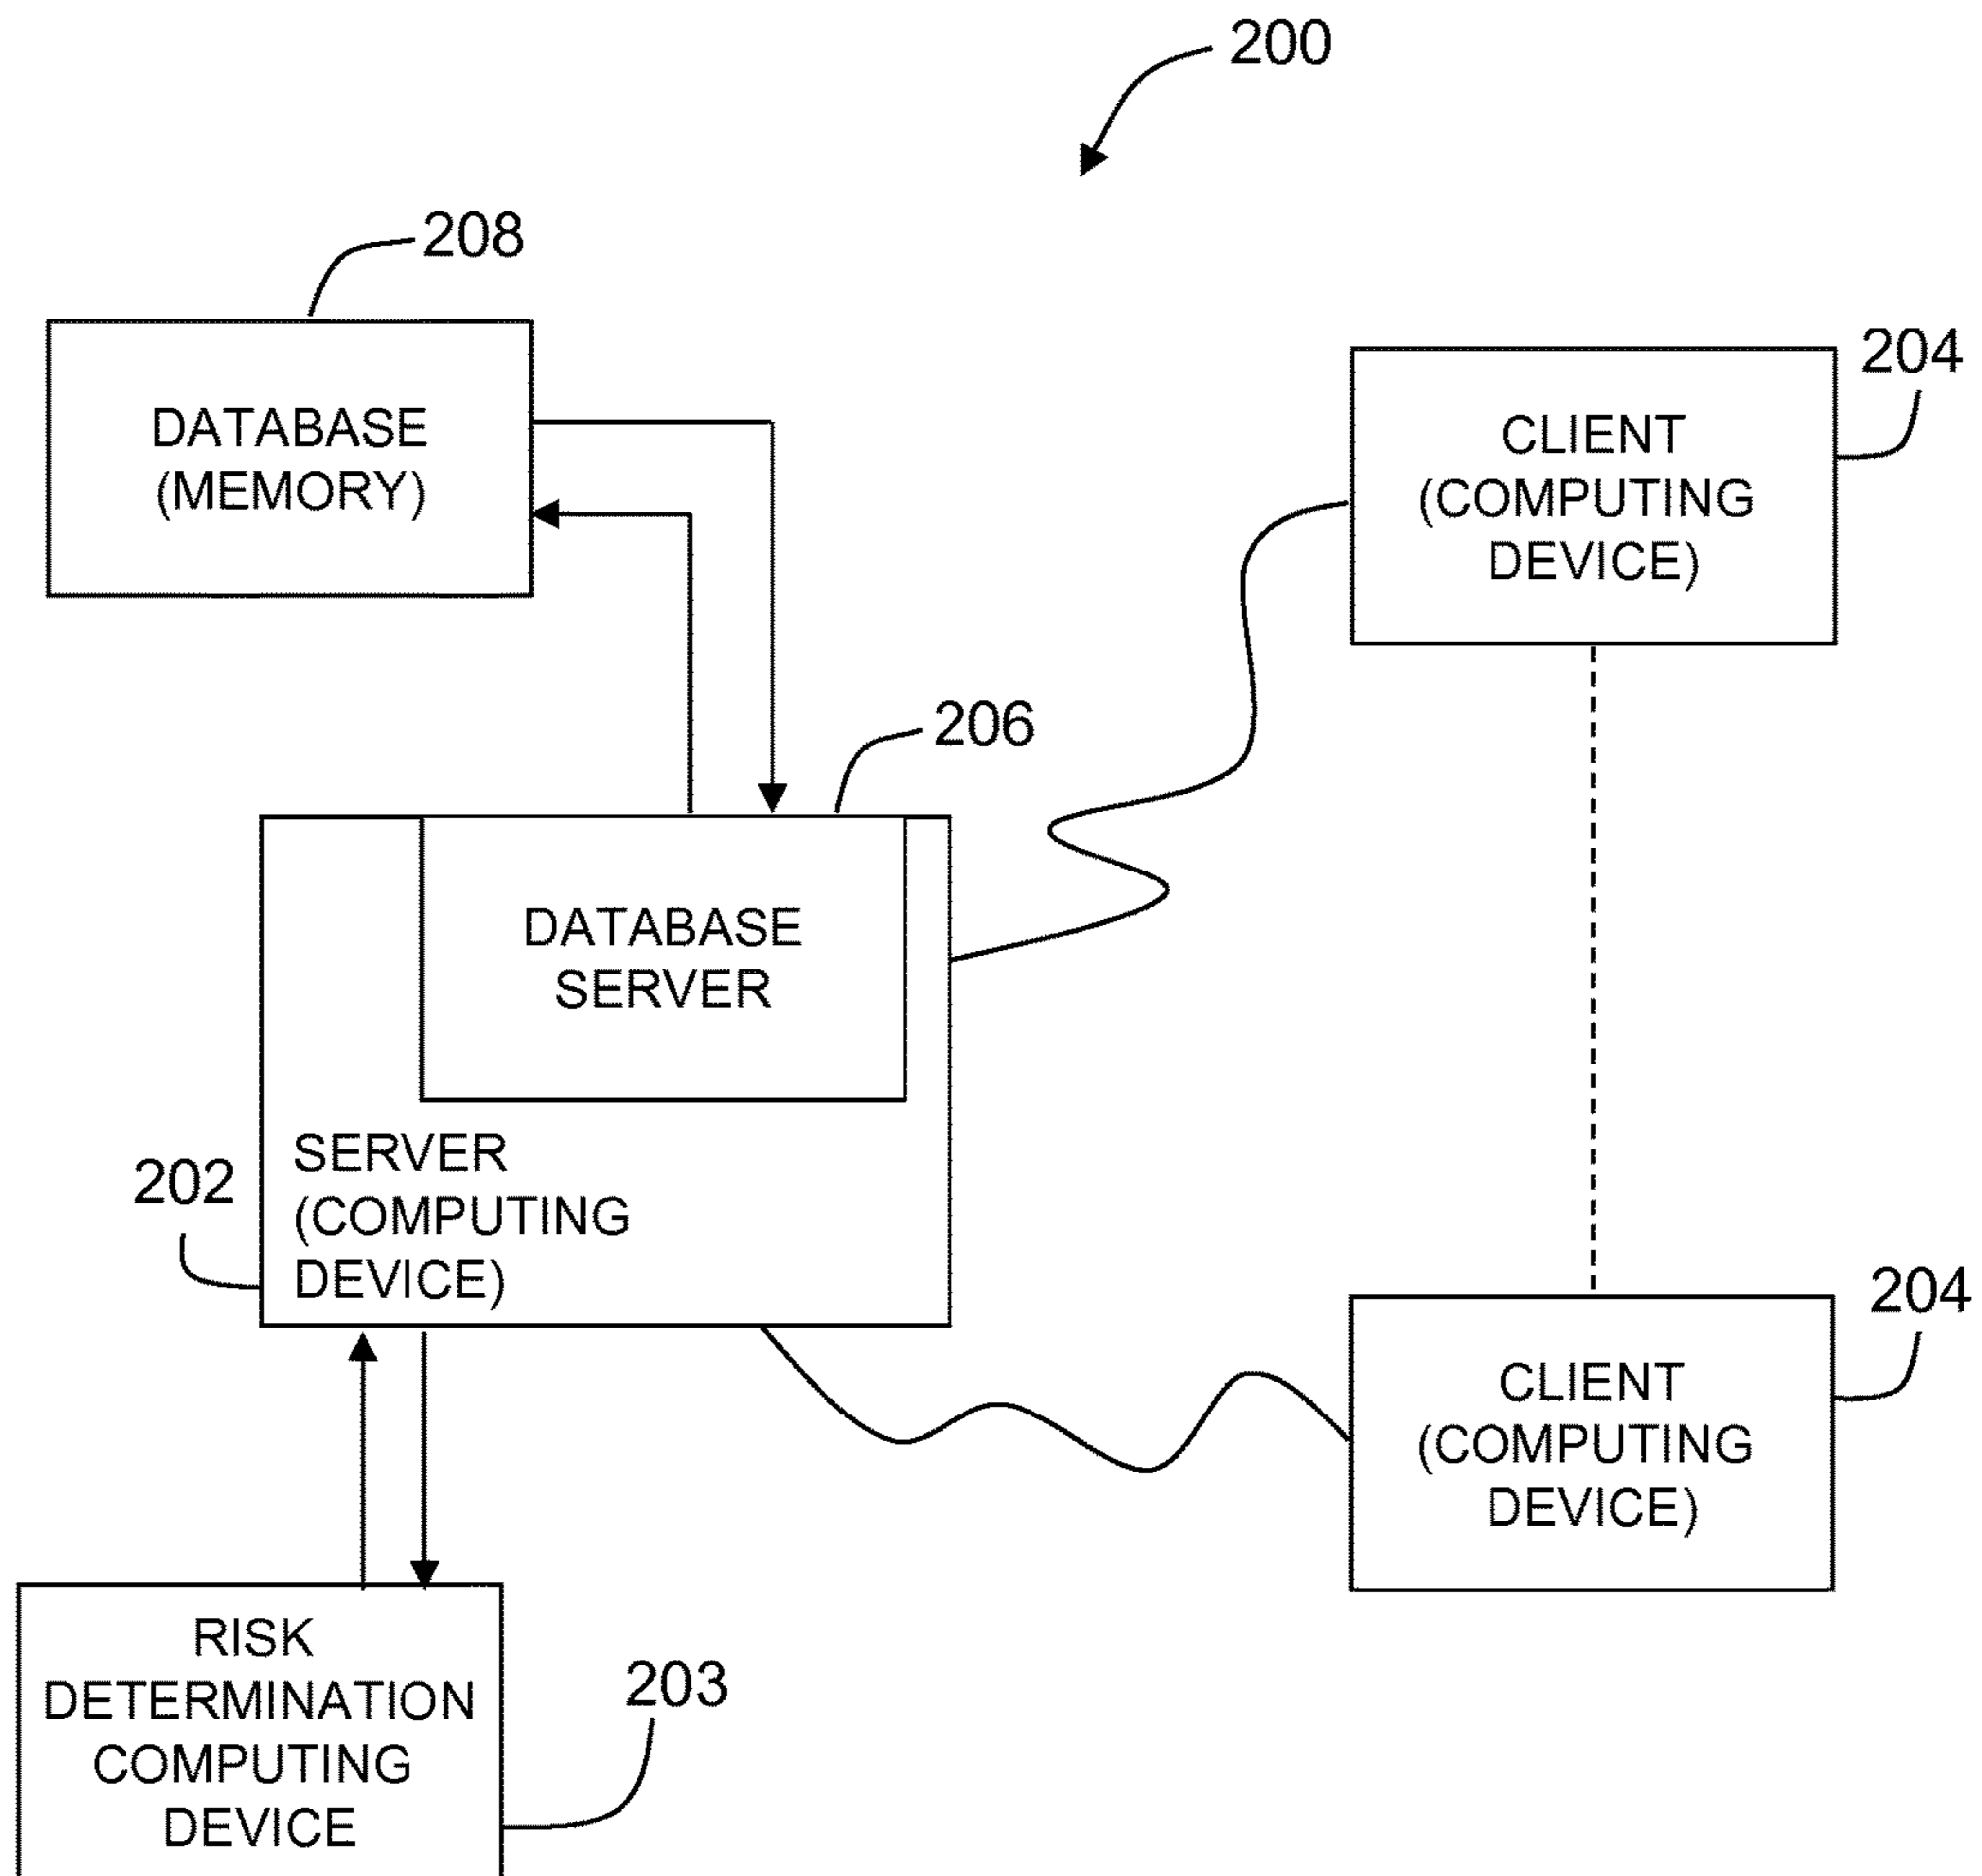 200
208
DATABASE
(MEMORY)
204
CLIENT
(COMPUTING
DEVICE)
206
DATABASE
SERVER
SERVER
(COMPUTING
DEVICE)
202
204
CLIENT
(COMPUTING
DEVICE)
RISK
DETERMINATION
COMPUTING
DEVICE
203